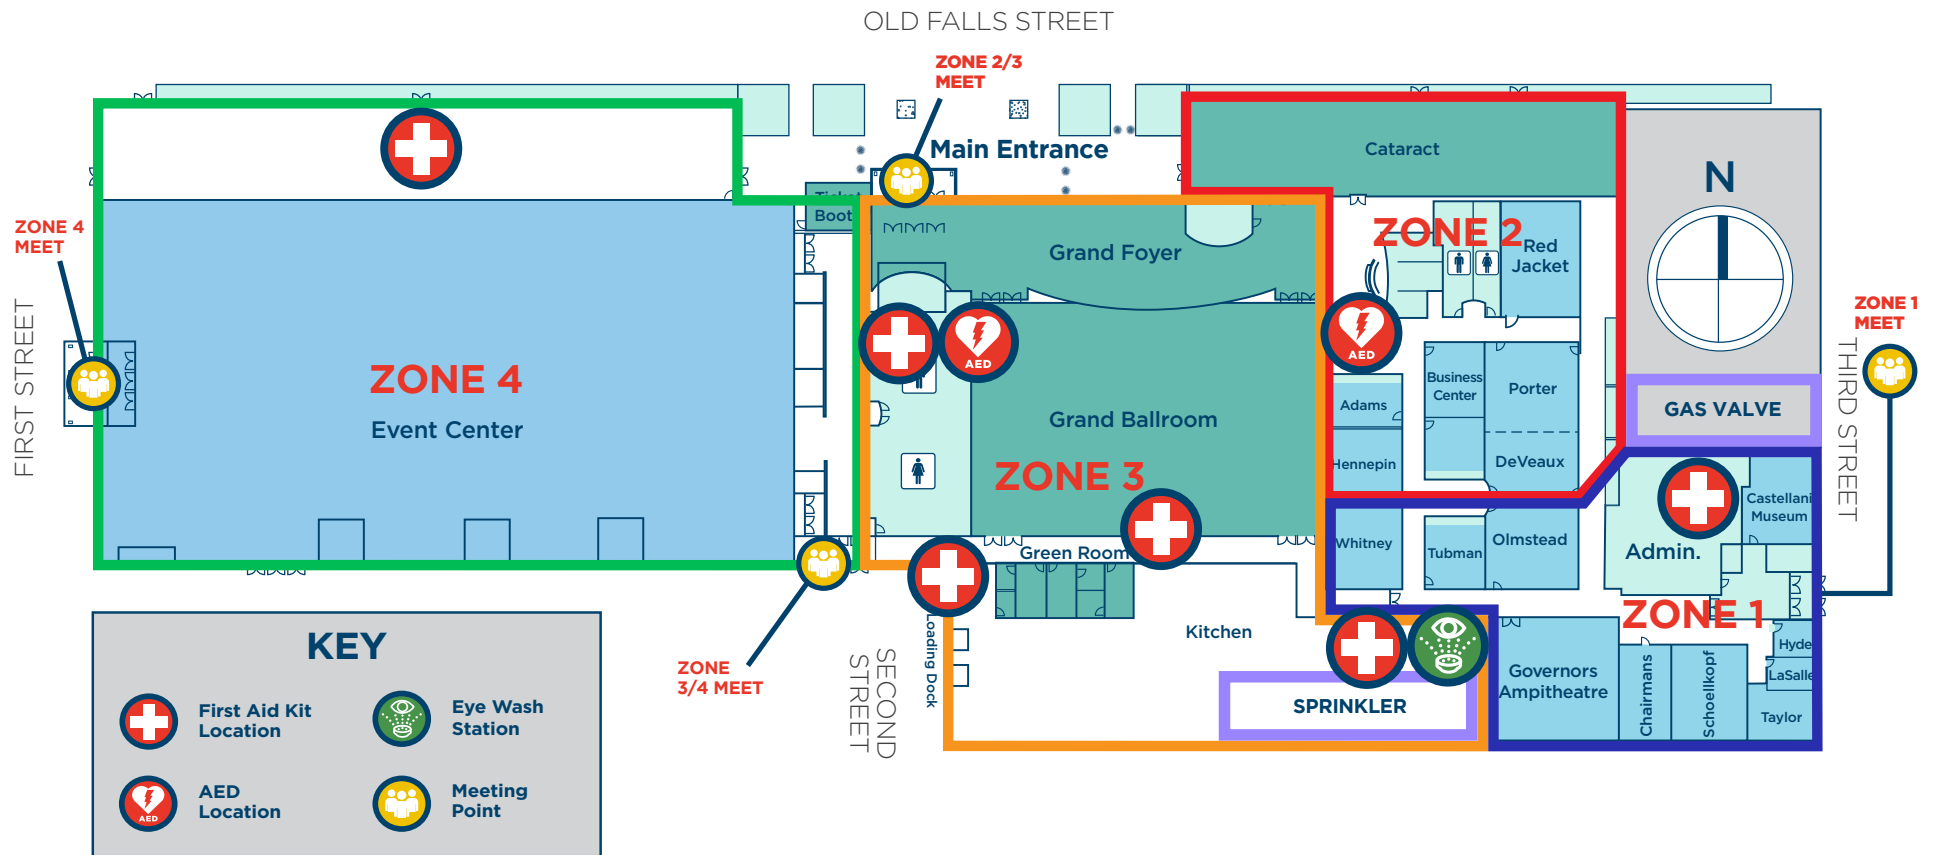 OLD FALLS STREET
ZONE 2/3
MEET
Main Entrance
Cataract
N
Ticket
Boot
ZONE 4
MEET
FIRST STREET
ZONE 4
Event Center
Grand Foyer
AED
Grand Ballroom
ZONE 3
Green Room
Kitchen
Loading Dock
SPRINKLER
ZONE
3/4 MEET
SECOND
STREET
ZONE 2
Red
Jacket
AED
Adams
Hennepin
Business
Center
Porter
DeVeaux
GAS VALVE
ZONE 1
MEET
THIRD STREET
Whitney
Tubman
Olmstead
Admin.
Castellani
Museum
ZONE 1
Governors
Ampitheatre
Chairmans
Schoellkopf
Hyde
LaSalle
Taylor
KEY
First Aid Kit
Location
Eye Wash
Station
AED
AED
Location
Meeting
Point